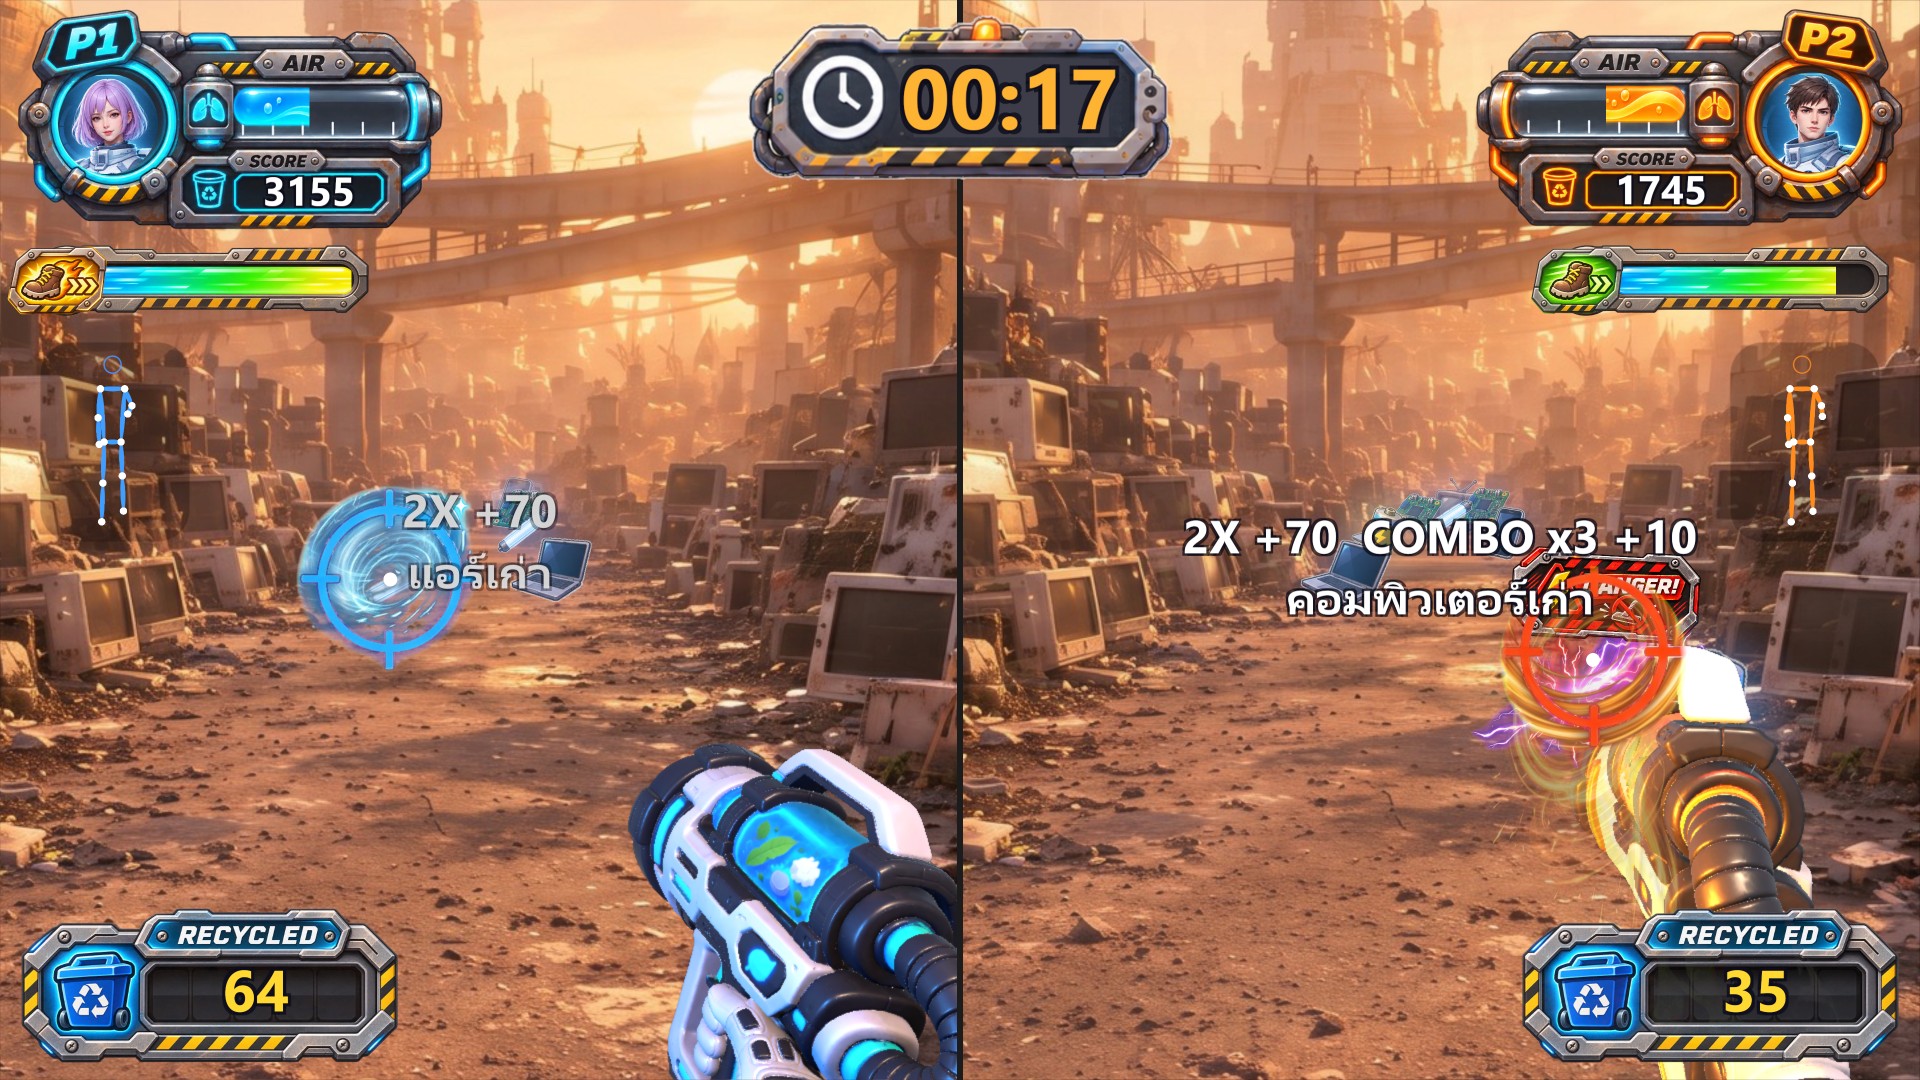 P1
AIR
SCORE
3155
00:17
P2
AIR
SCORE
1745
2X +70
แอร์เก่า
2X +70 COMBO x3 +10
คอมพิวเตอร์เก่า
RECYCLED
64
RECYCLED
35